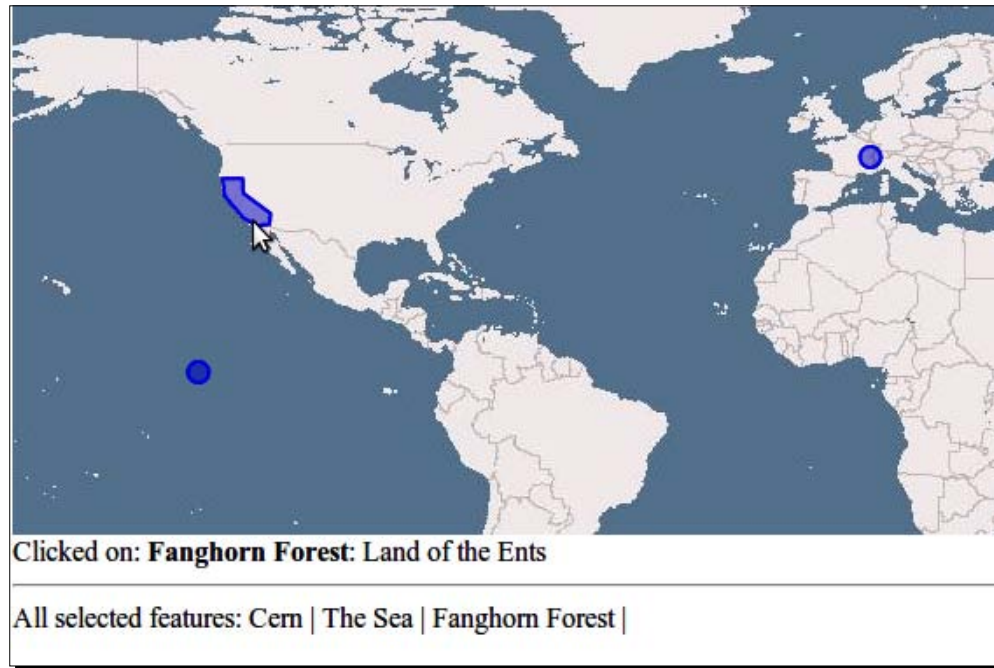 Clicked on: Fanghorn Forest: Land of the Ents
All selected features: Cern | The Sea | Fanghorn Forest |